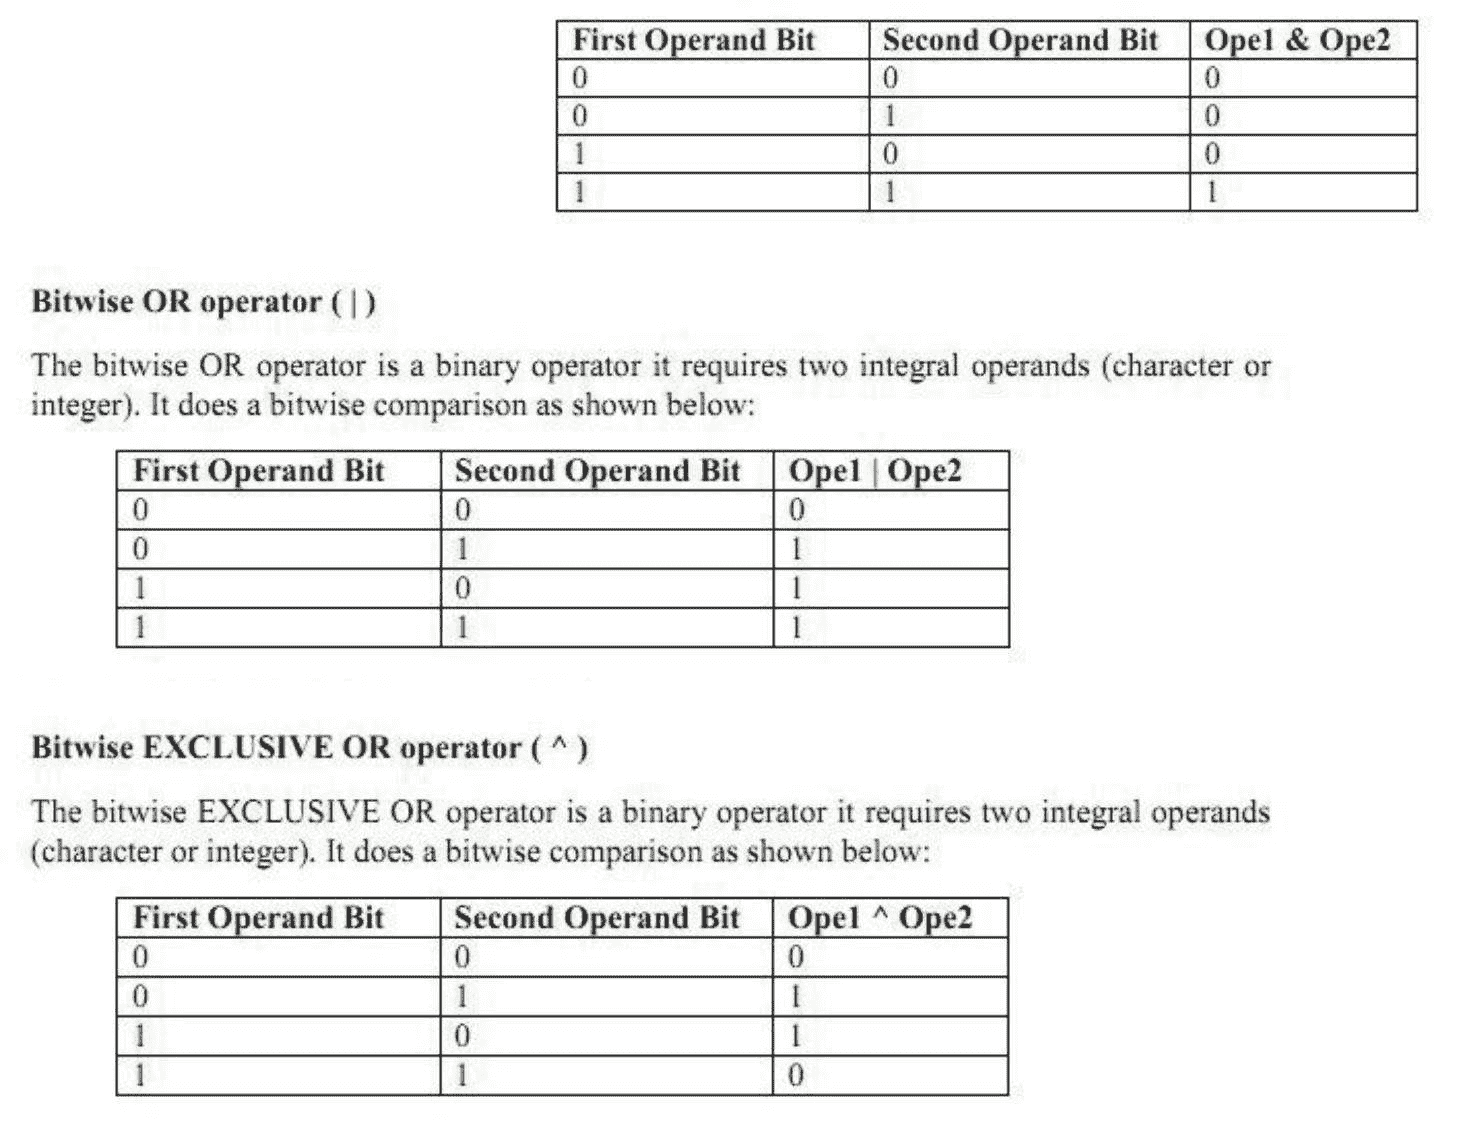 First Operand Bit Second Operand Bit Ope1 & Ope2
0 0 0
0 1 0
1 0 0
1 1 1
Bitwise OR operator ( | )
The bitwise OR operator is a binary operator it requires two integral operands (character or
integer). It does a bitwise comparison as shown below:
First Operand Bit Second Operand Bit Ope1 | Ope2
0 0 0
0 1 1
1 0 1
1 1 1
Bitwise EXCLUSIVE OR operator ( ^ )
The bitwise EXCLUSIVE OR operator is a binary operator it requires two integral operands
(character or integer). It does a bitwise comparison as shown below:
First Operand Bit Second Operand Bit Ope1 ^ Ope2
0 0 0
0 1 1
1 0 1
1 1 0